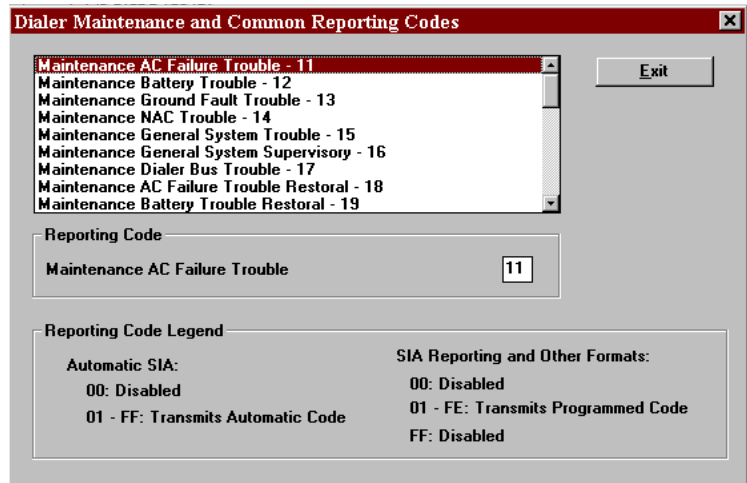 Dialer Maintenance and Common Reporting Codes
Maintenance AC Failure Trouble - 11
Maintenance Battery Trouble - 12
Maintenance Ground Fault Trouble - 13
Maintenance NAC Trouble - 14
Maintenance General System Trouble - 15
Maintenance General System Supervisory - 16
Maintenance Dialer Bus Trouble - 17
Maintenance AC Failure Trouble Restoral - 18
Maintenance Battery Trouble Restoral - 19
Exit
Reporting Code
Maintenance AC Failure Trouble 11
Reporting Code Legend
Automatic SIA:
00: Disabled
01 - FF: Transmits Automatic Code
SIA Reporting and Other Formats:
00: Disabled
01 - FE: Transmits Programmed Code
FF: Disabled